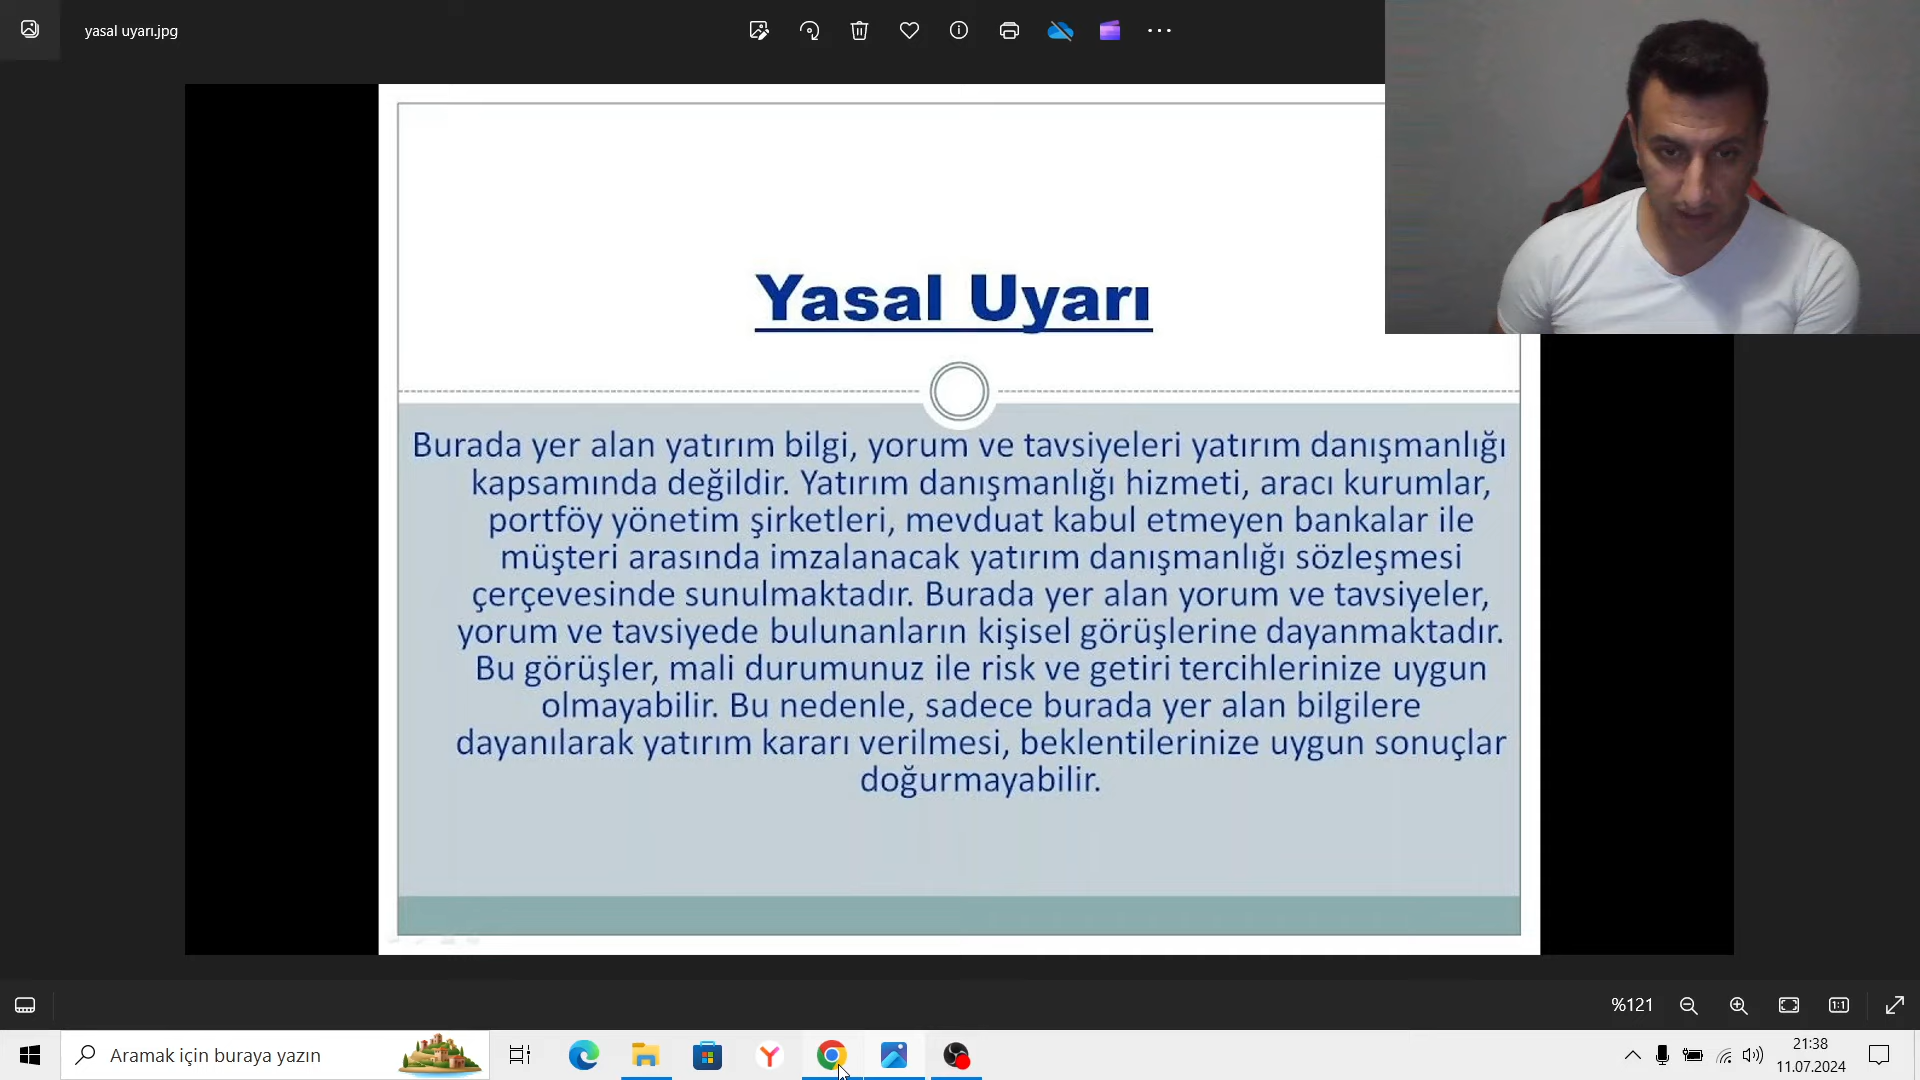 yasal uyarı.jpg
Yasal Uyarı
Burada yer alan yatırım bilgi, yorum ve tavsiyeleri yatırım danışmanlığı
kapsamında değildir. Yatırım danışmanlığı hizmeti, aracı kurumlar,
portföy yönetim şirketleri, mevduat kabul etmeyen bankalar ile
müşteri arasında imzalanacak yatırım danışmanlığı sözleşmesi
çerçevesinde sunulmaktadır. Burada yer alan yorum ve tavsiyeler,
yorum ve tavsiyede bulunanların kişisel görüşlerine dayanmaktadır.
Bu görüşler, mali durumunuz ile risk ve getiri tercihlerinize uygun
olmayabilir. Bu nedenle, sadece burada yer alan bilgilere
dayanılarak yatırım kararı verilmesi, beklentilerinize uygun sonuçlar
doğurmayabilir.
%121
1:1
Aramak için buraya yazın
21:38
11.07.2024